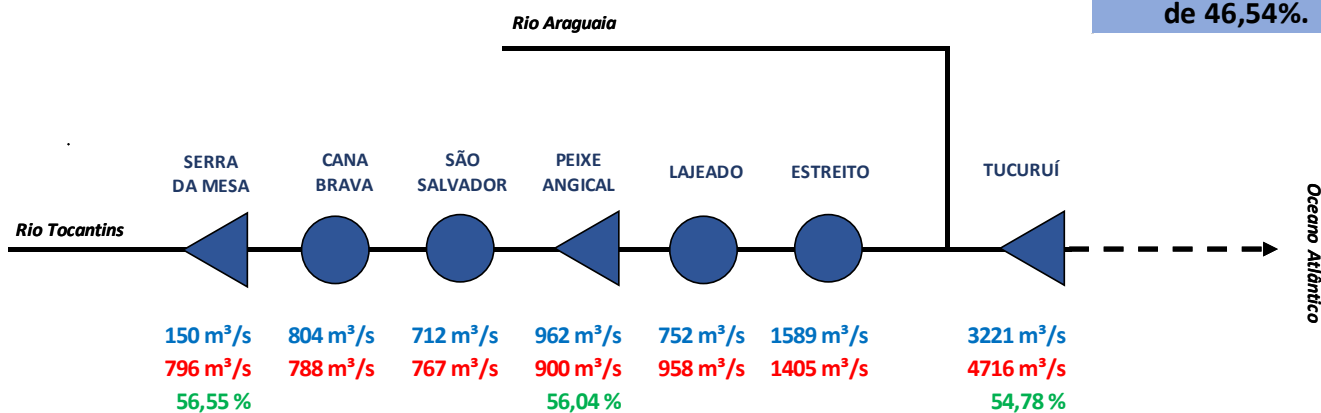 de 46,54%.
Rio Araguaia
SERRA
DA MESA
CANA
BRAVA
SÃO
SALVADOR
PEIXE
ANGICAL
LAJEADO
ESTREITO
TUCURUÍ
Rio Tocantins
Oceano Atlântico
150 m³/s 804 m³/s 712 m³/s 962 m³/s 752 m³/s 1589 m³/s 3221 m³/s
796 m³/s 788 m³/s 767 m³/s 900 m³/s 958 m³/s 1405 m³/s 4716 m³/s
56,55 % 56,04 % 54,78 %